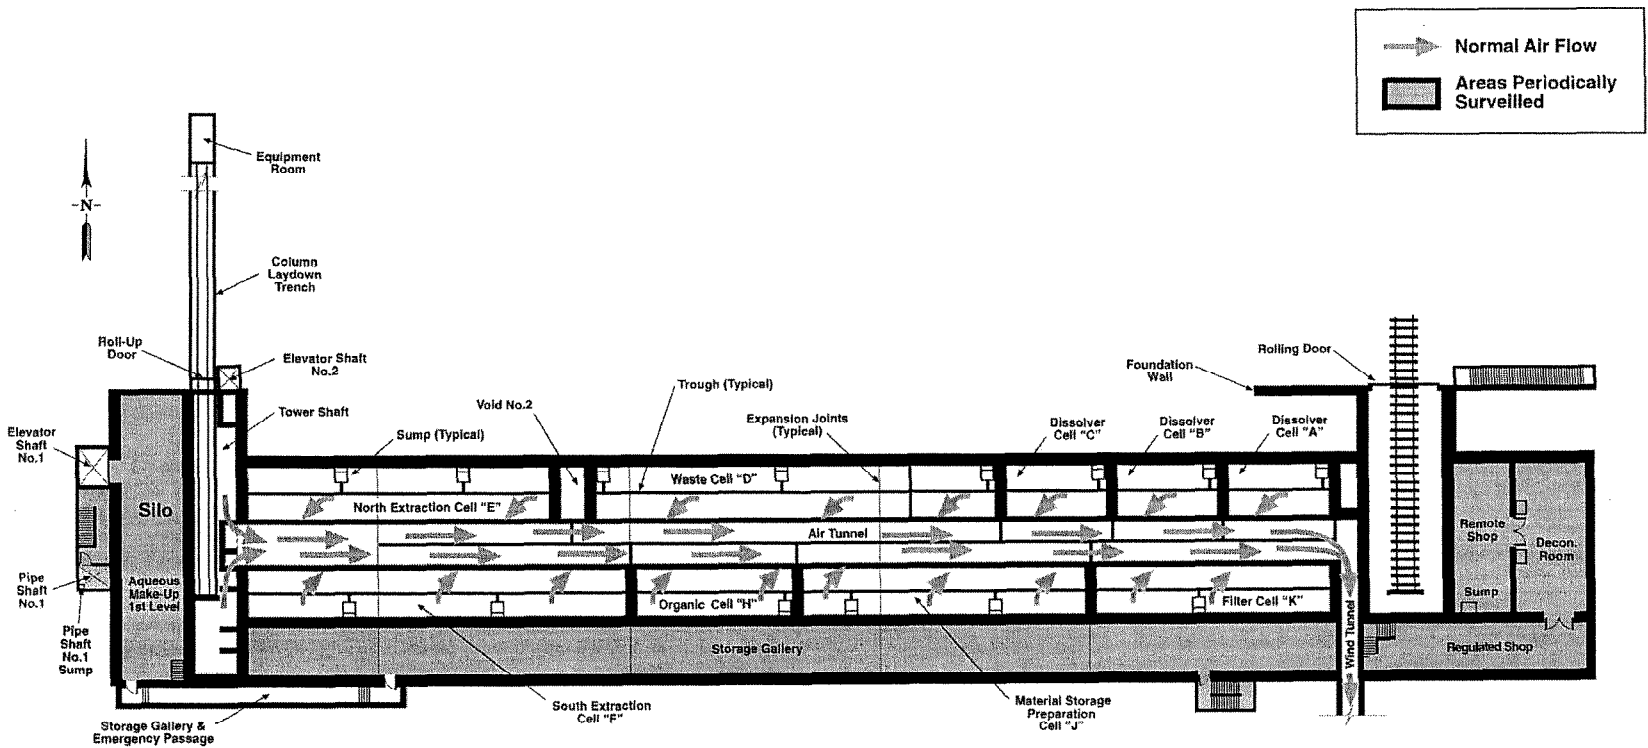 Normal Air Flow
Areas Periodically
Surveilled
Equipment
Room
N
Column
Laydown
Trench
Roll-Up
Door
Elevator Shaft
No.2
Rolling Door
Foundation
Wall
Trough (Typical)
Void No.2
Tower Shaft
Sump (Typical)
Expansion Joints
(Typical)
Dissolver
Cell "C"
Dissolver
Cell "B"
Dissolver
Cell "A"
Elevator
Shaft
No.1
Waste Cell "D"
Silo
North Extraction Cell "E"
Air Tunnel
Remote
Shop
Decon.
Room
Pipe
Shaft
No.1
Aqueous
Make-Up
1st Level
Organic Cell "H"
Filter Cell "K"
Sump
Pipe
Shaft
No.1
Sump
Wind Tunnel
Storage Gallery
Regulated Shop
South Extraction
Cell "F"
Material Storage
Preparation
Cell "J"
Storage Gallery &
Emergency Passage